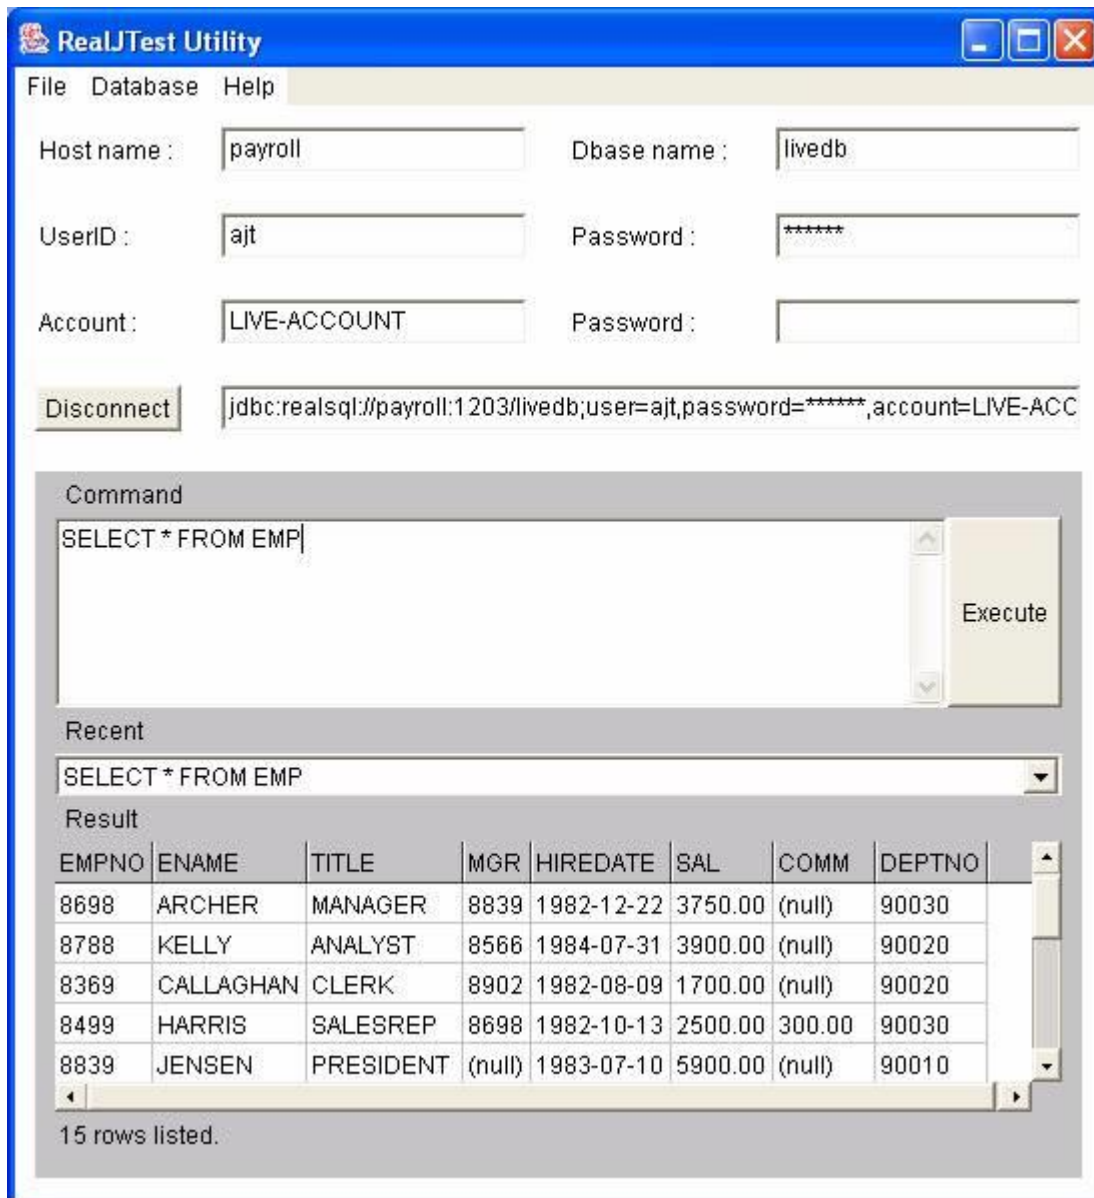 RealJTest Utility
File Database Help
Host name : payroll Dbase name : livedb
UserID : ajt Password : ******
Account : LIVE-ACCOUNT Password :
Disconnect jdbc:realsql://payroll:1203/livedb;user=ajt,password=******,account=LIVE-ACC
Command
SELECT * FROM EMP
Execute
Recent
SELECT * FROM EMP
Result
EMPNO ENAME TITLE MGR HIREDATE SAL COMM DEPTNO
8698 ARCHER MANAGER 8839 1982-12-22 3750.00 (null) 90030
8788 KELLY ANALYST 8566 1984-07-31 3900.00 (null) 90020
8369 CALLAGHAN CLERK 8902 1982-08-09 1700.00 (null) 90020
8499 HARRIS SALESREP 8698 1982-10-13 2500.00 300.00 90030
8839 JENSEN PRESIDENT (null) 1983-07-10 5900.00 (null) 90010
15 rows listed.